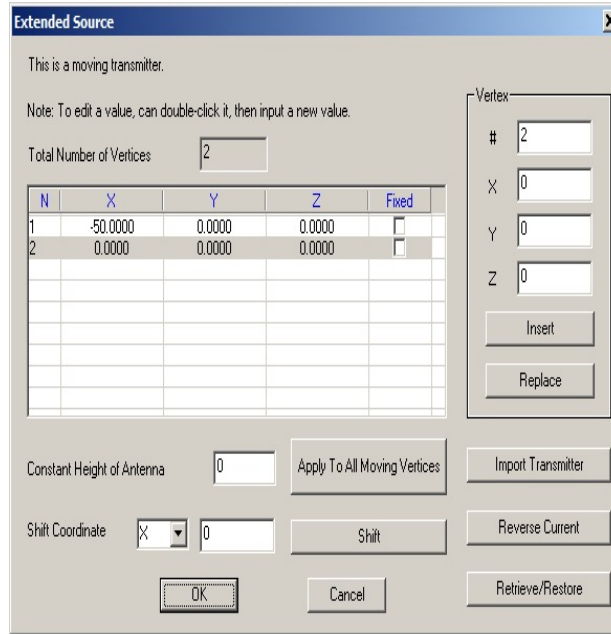 Extended Source
This is a moving transmitter.
Note: To edit a value, can double-click it, then input a new value.
Total Number of Vertices 2
N X Y Z Fixed
1 -50.0000 0.0000 0.0000
2 0.0000 0.0000 0.0000
Vertex
# 2
X 0
Y 0
Z 0
Insert
Replace
Constant Height of Antenna 0 Apply To All Moving Vertices Import Transmitter
Shift Coordinate X 0 Shift Reverse Current
OK Cancel Retrieve/Restore